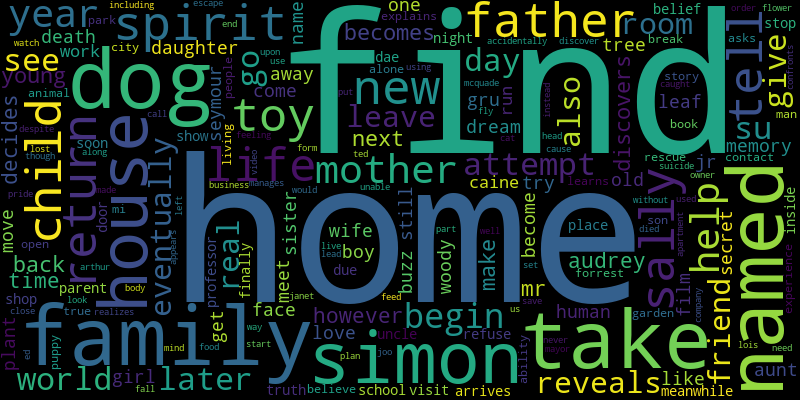 year
park
including
escape
end
name
one
explains
father
becomes
belief
order
flower
watch
spirit
room
accidentally
discover
asks
stop
death
city
daughter
go
night
tree
break
see
work
dog
find
upon
use
day
tell
give
confronts
young
away
dae
alone
using
people
new
also
story
caught
man
animal
come
gru
run
mcquade
fly
put
instead
discovers
leaf
book
seymour
toy
leave
su
decides
child
return
house
soon
call
show
form
next
dream
cat
head
cause
rescue
suicide
memory
jr
contact
despite
lost
though
along
living
feeling
ted
life
mother
attempt
learns
old
owner
pride
made
video
business
manages
would
unable
caine
try
without
used
inside
door
mi
left
eventually
home
sally
help
named
move
open
real
sister
wife
boy
still
part
well
become
place
son
died
secret
apartment
friend
back
arthur
appears
professor
finally
live
lead
due
buzz
woody
make
set
mr
audrey
forrest
film
experience
time
parent
body
meet
janet
feed
us
save
human
garden
company
aunt
shop
true
realizes
close
look
get
face
however
begin
family
simon
take
plant
puppy
mind
food
way
start
love
uncle
refuse
never
mayor
lois
need
ed
world
girl
fall
later
truth
believe
plan
joo
school
visit
arrives
ability
reveals
like
meanwhile